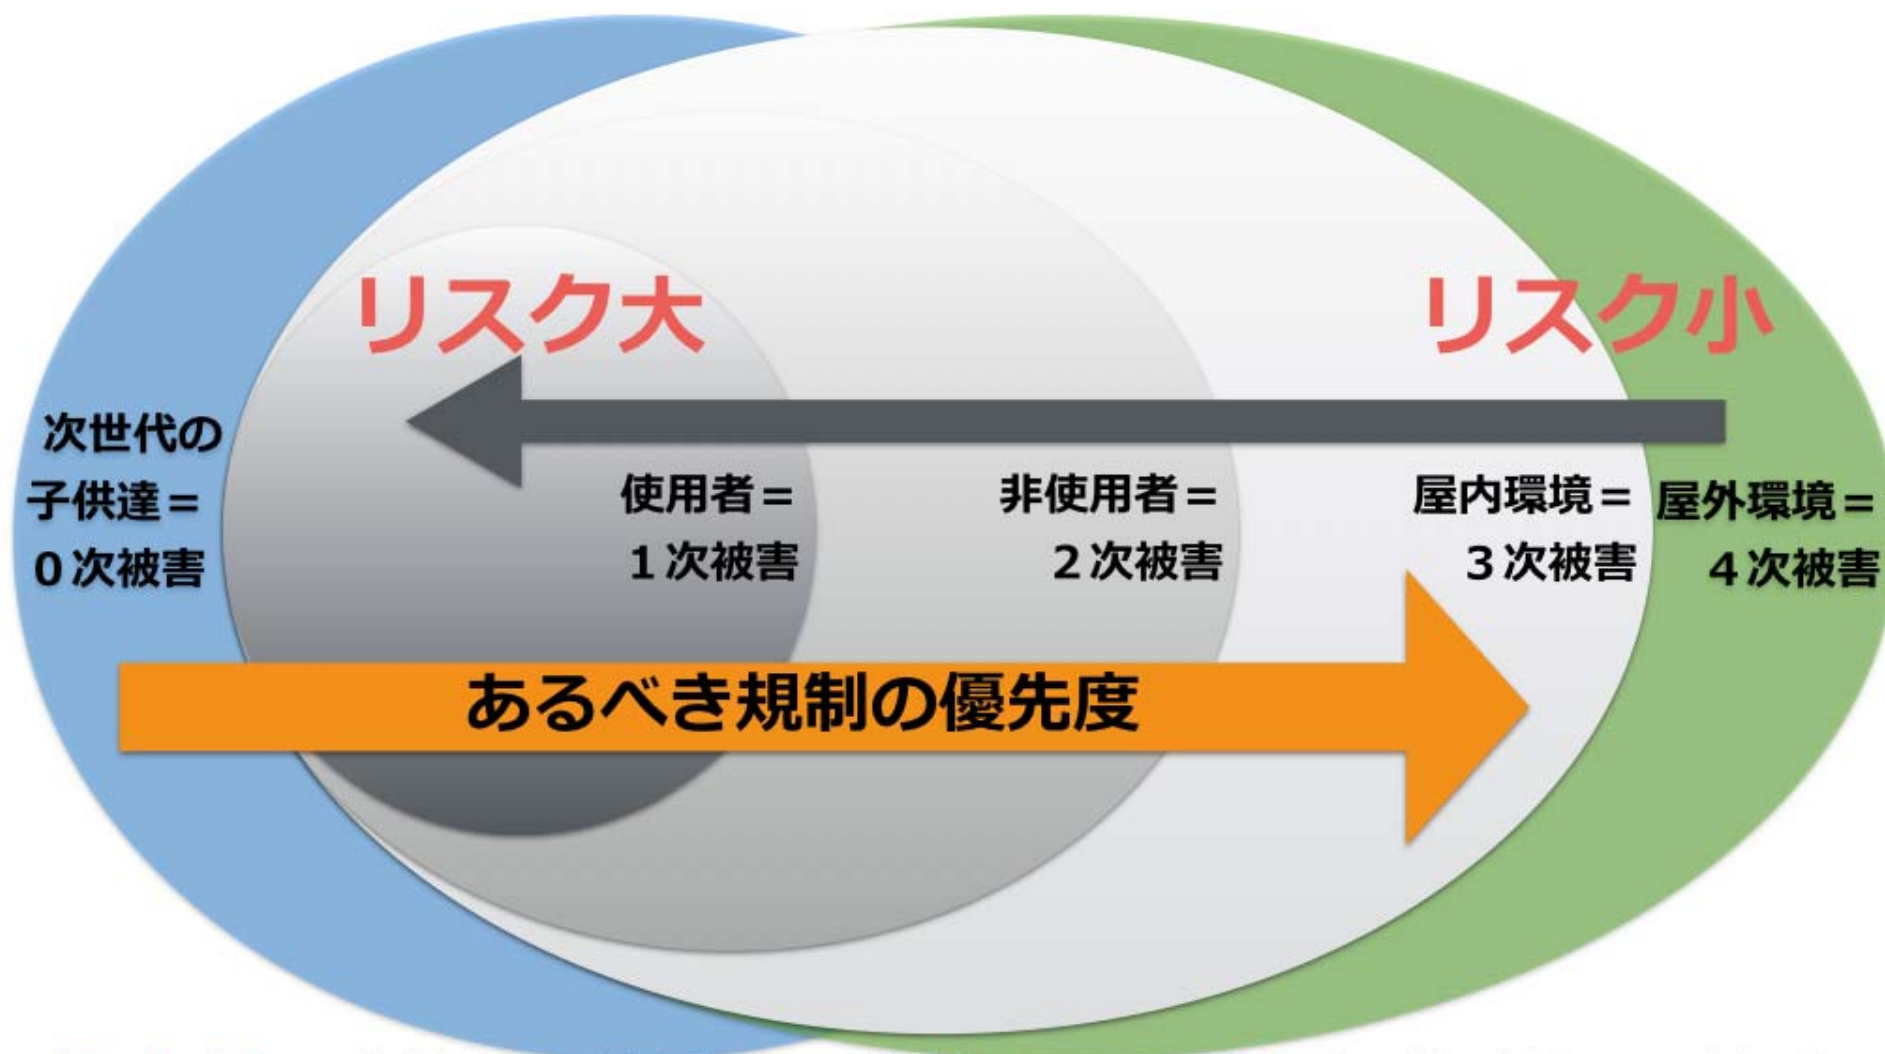 リスク大
リスク小
次世代の
子供達＝
０次被害
使用者＝
１次被害
非使用者＝
２次被害
屋内環境＝
３次被害
屋外環境＝
４次被害
あるべき規制の優先度